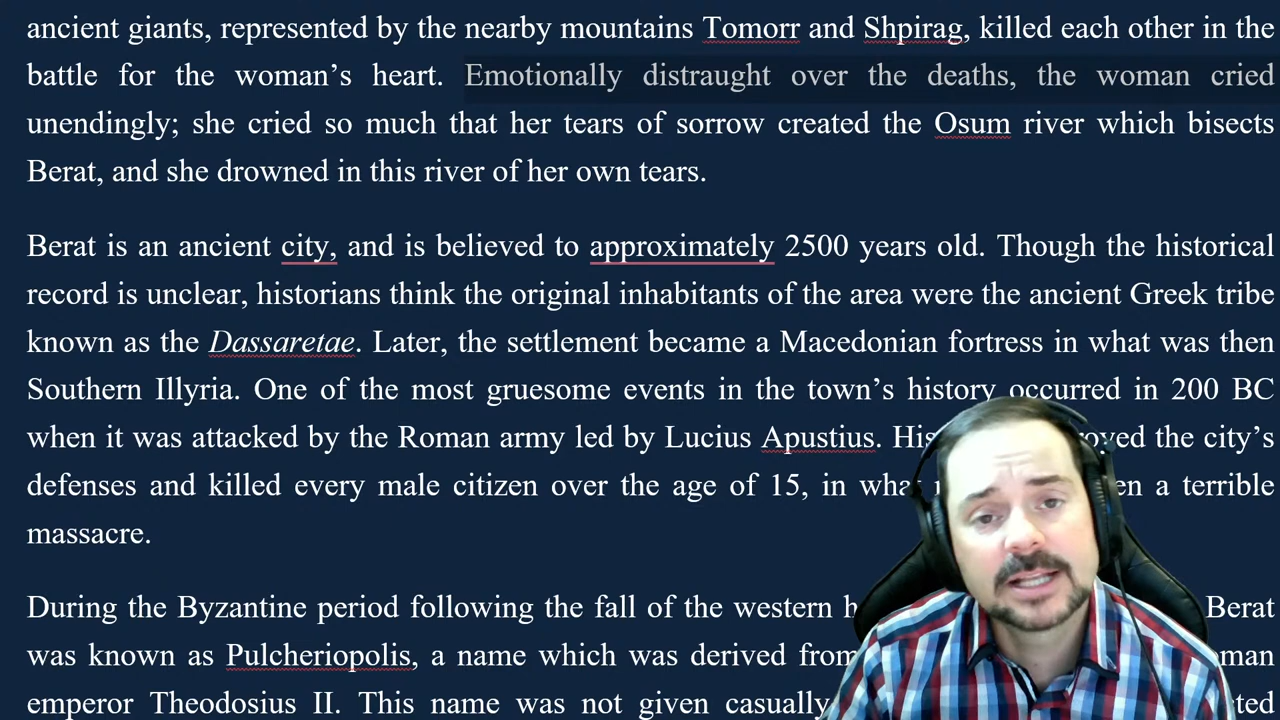 ancient giants, represented by the nearby mountains Tomorr and Shpirag, killed each other in the
battle for the woman’s heart. Emotionally distraught over the deaths, the woman cried
unendingly; she cried so much that her tears of sorrow created the Osum river which bisects
Berat, and she drowned in this river of her own tears.
Berat is an ancient city, and is believed to approximately 2500 years old. Though the historical
record is unclear, historians think the original inhabitants of the area were the ancient Greek tribe
known as the Dassaretae. Later, the settlement became a Macedonian fortress in what was then
Southern Illyria. One of the most gruesome events in the town’s history occurred in 200 BC
when it was attacked by the Roman army led by Lucius Apustius. the city’s
defenses and killed every male citizen over the age of 15, in a terrible
massacre.
During the Byzantine period following the fall of the western Berat
was known as Pulcheriopolis, a name which was derived from
emperor Theodosius II. This name was not given casually